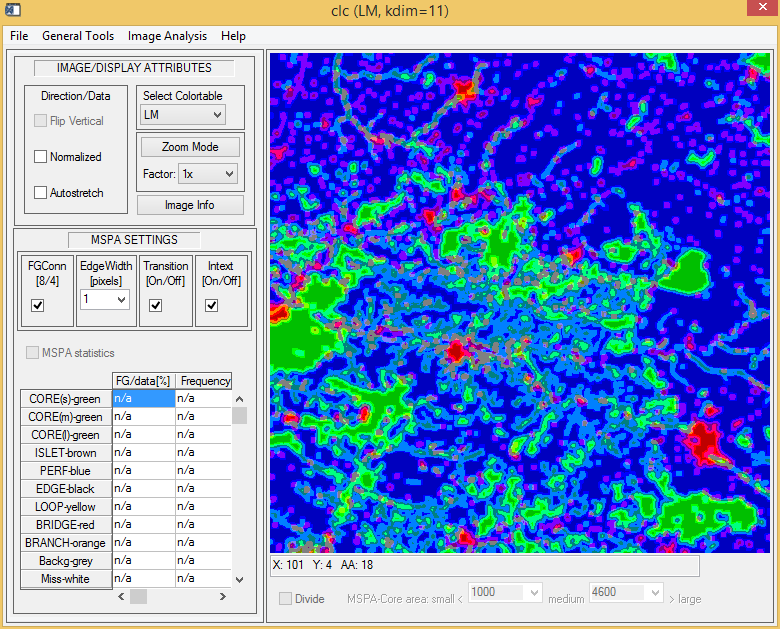 clc (LM, kdim=11)
File General Tools Image Analysis Help
IMAGE/DISPLAY ATTRIBUTES
Direction/Data
Flip Vertical
Normalized
Autostretch
Select Colortable
LM
Zoom Mode
Factor: 1x
Image Info
MSPA SETTINGS
FGConn
[8/4]
EdgeWidth
[pixels]
1
Transition
[On/Off]
Intext
[On/Off]
MSPA statistics
FG/data[%] Frequency
CORE(s)-green n/a n/a
CORE(m)-green n/a n/a
CORE(l)-green n/a n/a
ISLET-brown n/a n/a
PERF-blue n/a n/a
EDGE-black n/a n/a
LOOP-yellow n/a n/a
BRIDGE-red n/a n/a
BRANCH-orange n/a n/a
Backg-grey n/a n/a
Miss-white n/a n/a
X: 101 Y: 4 AA: 18
Divide MSPA-Core area: small < 1000 medium 4600 > large